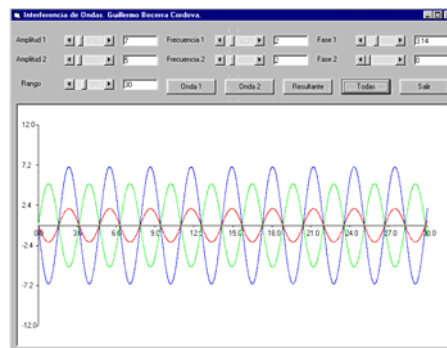 Interferencia de Ondas. Guillermo Becerra Cordova.
Amplitud 1 7 Frecuencia 1 2 Fase 1 3.14
Amplitud 2 5 Frecuencia 2 2 Fase 2 0
Rango 30 Onda 1 Onda 2 Resultante Todas Salir
12.0
7.2
2.4
0.0 3.0 6.0 9.0 12.0 15.0 18.0 21.0 24.0 27.0 30.0
-2.4
-7.2
-12.0